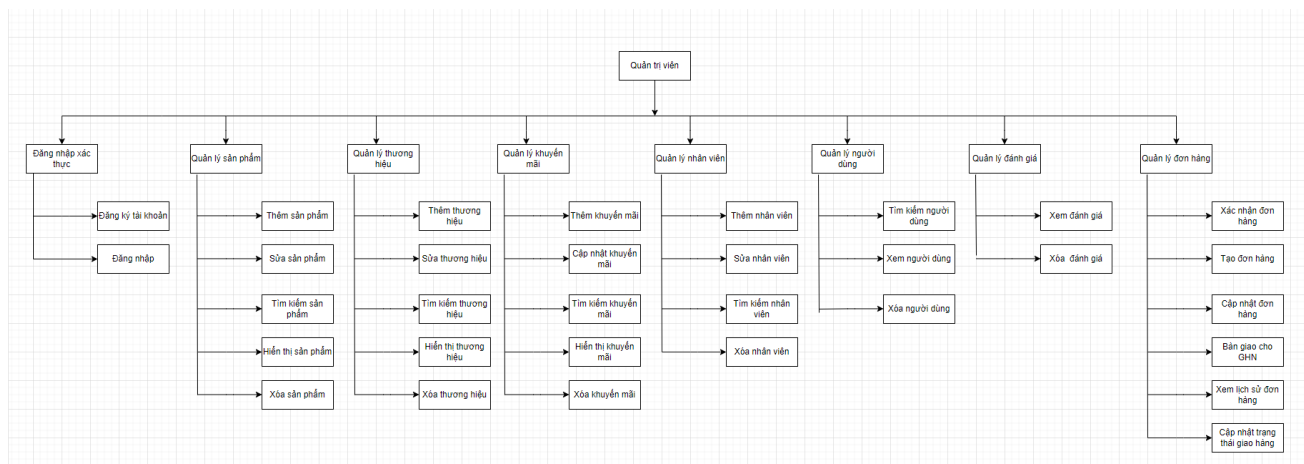 Quản trị viên
Đăng nhập xác
thực
Quản lý sản phẩm
Quản lý thương
hiệu
Quản lý khuyến
mãi
Quản lý nhân viên
Quản lý người
dùng
Quản lý đánh giá
Quản lý đơn hàng
Đăng ký tài khoản
Đăng nhập
Thêm sản phẩm
Sửa sản phẩm
Tìm kiếm sản
phẩm
Hiển thị sản phẩm
Xóa sản phẩm
Thêm thương
hiệu
Sửa thương hiệu
Tìm kiếm thương
hiệu
Hiển thị thương
hiệu
Xóa thương hiệu
Thêm khuyến mãi
Cập nhật khuyến
mãi
Tìm kiếm khuyến
mãi
Hiển thị khuyến
mãi
Xóa khuyến mãi
Thêm nhân viên
Sửa nhân viên
Tìm kiếm nhân
viên
Xóa nhân viên
Tìm kiếm người
dùng
Xem người dùng
Xóa người dùng
Xem đánh giá
Xóa đánh giá
Xác nhận đơn
hàng
Tạo đơn hàng
Cập nhật đơn
hàng
Bàn giao cho
GHN
Xem lịch sử đơn
hàng
Cập nhật trạng
thái giao hàng